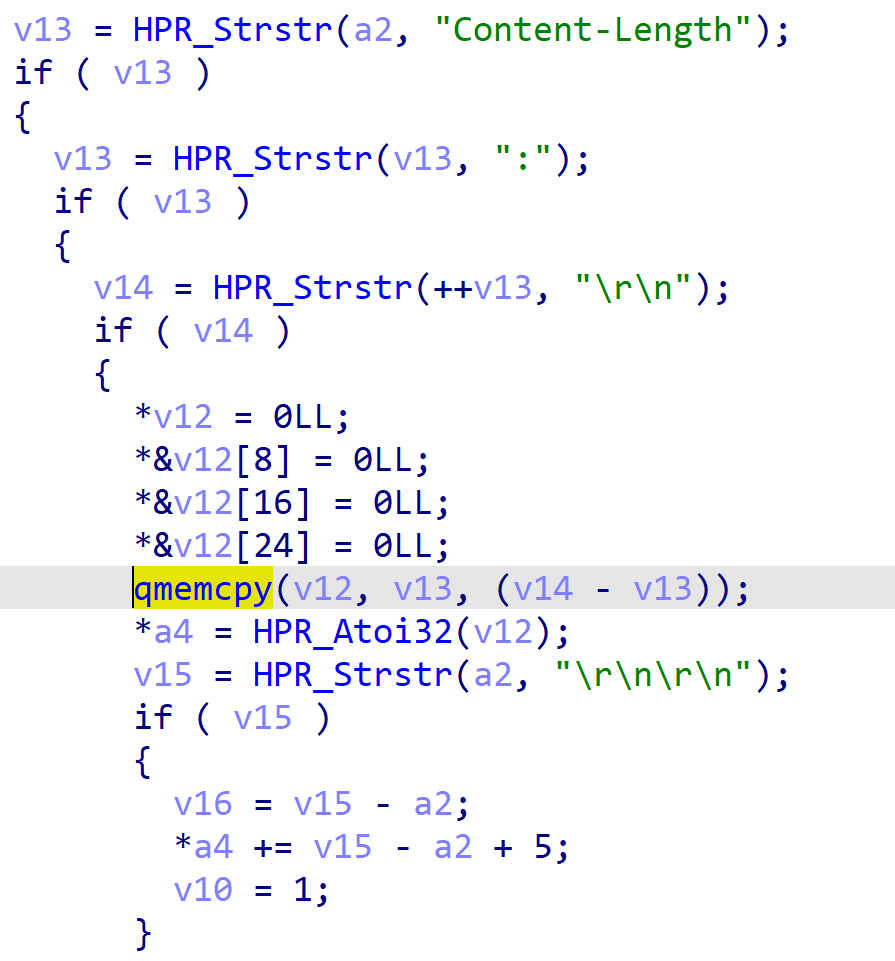 v13 = HPR_Strstr(a2, "Content-Length");
if ( v13 )
{
v13 = HPR_Strstr(v13, ":");
if ( v13 )
{
v14 = HPR_Strstr(++v13, "\r\n");
if ( v14 )
{
*v12 = 0LL;
*&v12[8] = 0LL;
*&v12[16] = 0LL;
*&v12[24] = 0LL;
qmemcpy(v12, v13, (v14 - v13));
*a4 = HPR_Atoi32(v12);
v15 = HPR_Strstr(a2, "\r\n\r\n");
if ( v15 )
{
v16 = v15 - a2;
*a4 += v15 - a2 + 5;
v10 = 1;
}